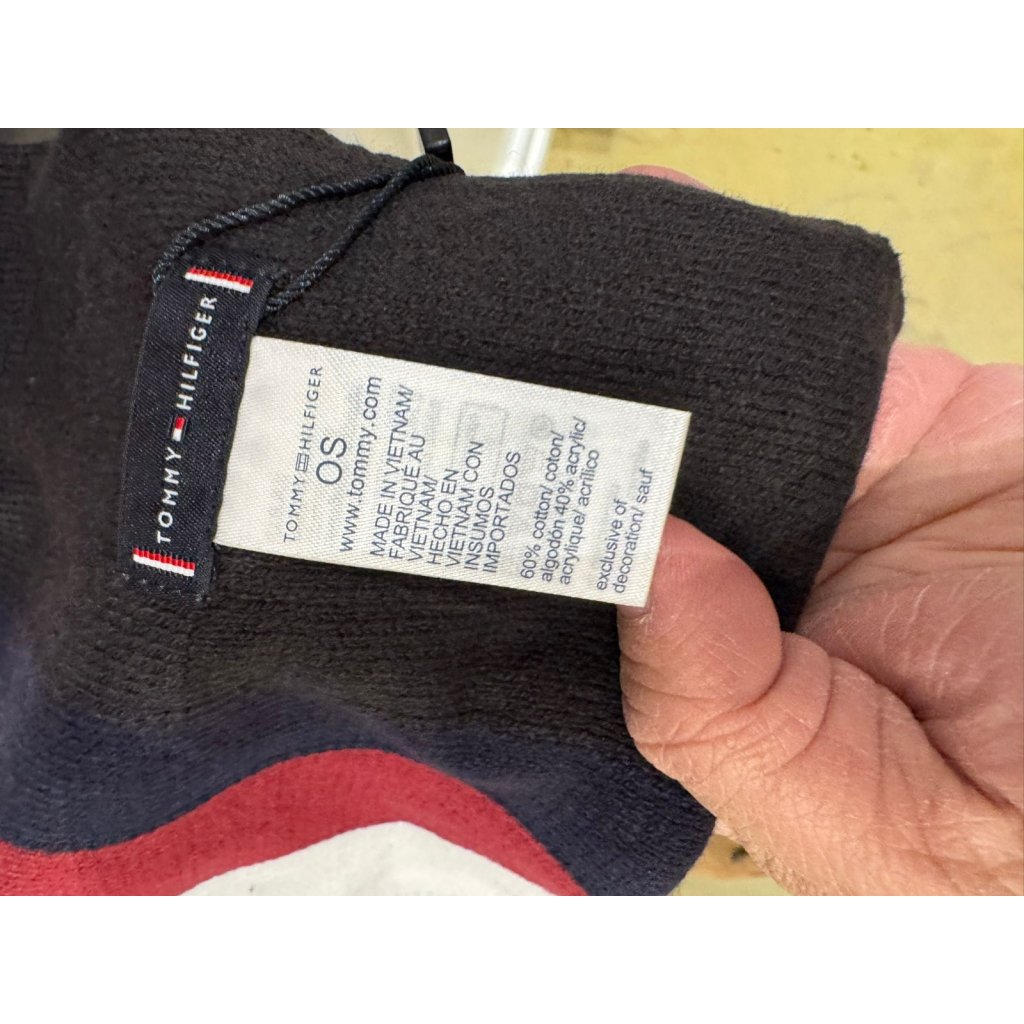 TOMMY HILFIGER
TOMMY HILFIGER
OS
www.tommy.com
MADE IN VIETNAM/
FABRIQUÉ AU
VIETNAM/
HECHO EN
VIETNAM CON
INSUMOS
IMPORTADOS
60% cotton/ coton/
algodón 40% acrylic/
acrylique/ acrílico
exclusive of
decoration/ sauf